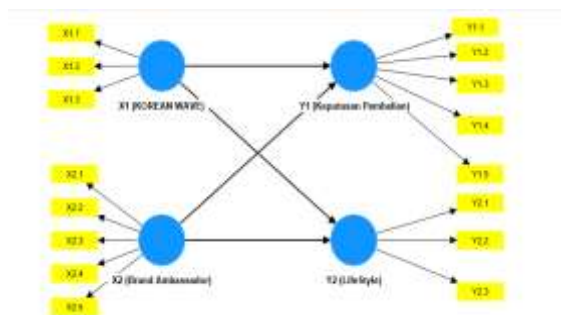 X1.1
X1.2
X1.3
X1 (KOREAN WAVE)
Y1.1
Y1.2
Y1.3
Y1.4
Y1.5
Y1 (Keputusan Pembelian)
X2.1
X2.2
X2.3
X2.4
X2.5
X2 (Brand Ambassador)
Y2.1
Y2.2
Y2.3
Y2 (LifeStyle)